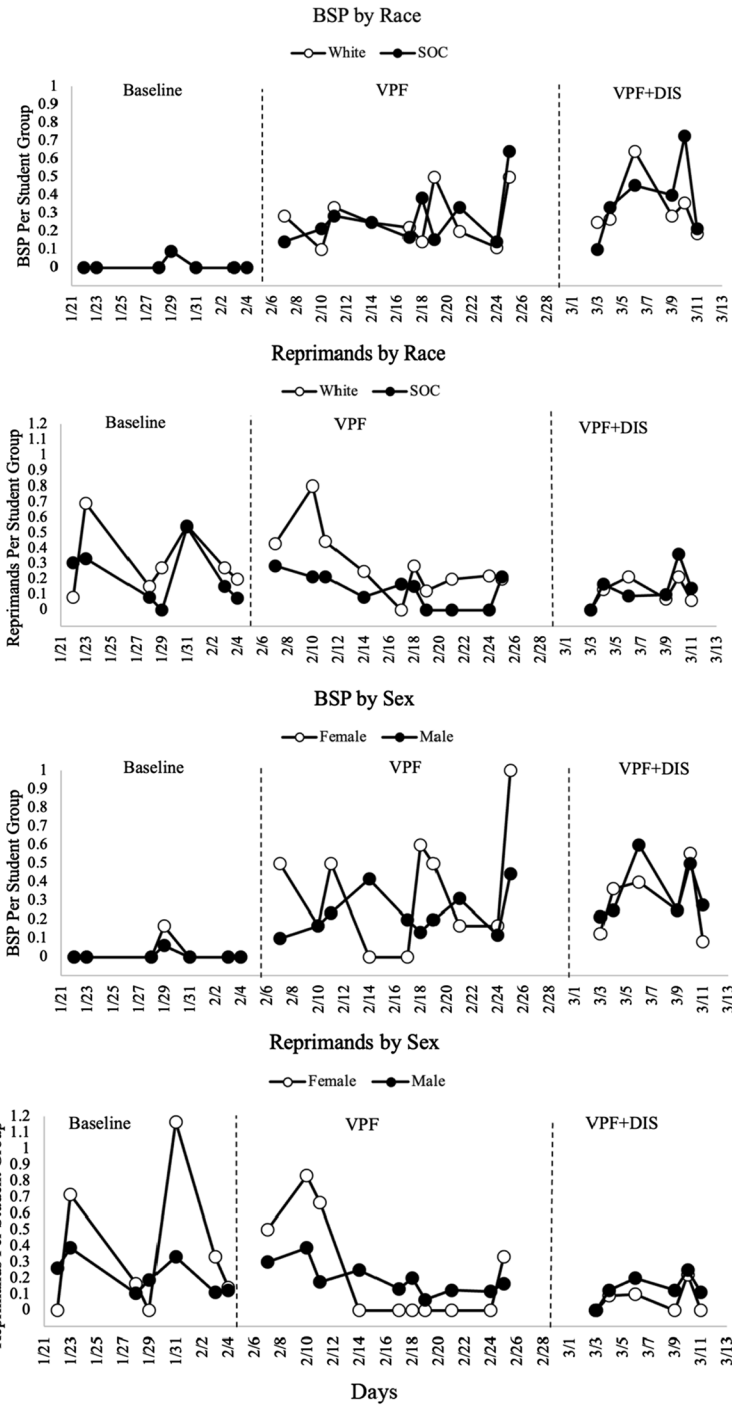 BSP by Race
White SOC
Baseline VPF VPF+DIS
BSP Per Student Group
1
0.9
0.8
0.7
0.6
0.5
0.4
0.3
0.2
0.1
0
1/21 1/23 1/25 1/27 1/29 1/31 2/2 2/4 2/6 2/8 2/10 2/12 2/14 2/16 2/18 2/20 2/22 2/24 2/26 2/28 3/1 3/3 3/5 3/7 3/9 3/11 3/13
Reprimands by Race
White SOC
Baseline VPF VPF+DIS
Reprimands Per Student Group
1.2
1.1
1
0.9
0.8
0.7
0.6
0.5
0.4
0.3
0.2
0.1
0
1/21 1/23 1/25 1/27 1/29 1/31 2/2 2/4 2/6 2/8 2/10 2/12 2/14 2/16 2/18 2/20 2/22 2/24 2/26 2/28 3/1 3/3 3/5 3/7 3/9 3/11 3/13
BSP by Sex
Female Male
Baseline VPF VPF+DIS
BSP Per Student Group
1
0.9
0.8
0.7
0.6
0.5
0.4
0.3
0.2
0.1
0
1/21 1/23 1/25 1/27 1/29 1/31 2/2 2/4 2/6 2/8 2/10 2/12 2/14 2/16 2/18 2/20 2/22 2/24 2/26 2/28 3/1 3/3 3/5 3/7 3/9 3/11 3/13
Reprimands by Sex
Female Male
Baseline VPF VPF+DIS
1.2
1.1
1
0.9
0.8
0.7
0.6
0.5
0.4
0.3
0.2
0.1
0
1/21 1/23 1/25 1/27 1/29 1/31 2/2 2/4 2/6 2/8 2/10 2/12 2/14 2/16 2/18 2/20 2/22 2/24 2/26 2/28 3/1 3/3 3/5 3/7 3/9 3/11 3/13
Days